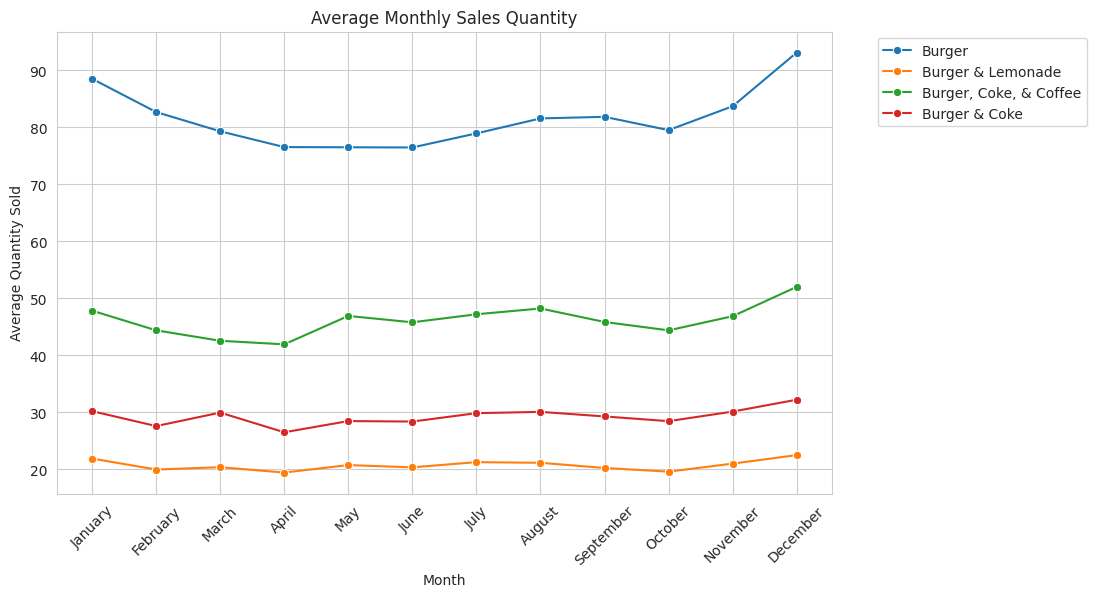 Average Monthly Sales Quantity
Burger
Burger & Lemonade
Burger, Coke, & Coffee
Burger & Coke
Average Quantity Sold
90
80
70
60
50
40
30
20
January
February
March
April
May
June
July
August
September
October
November
December
Month